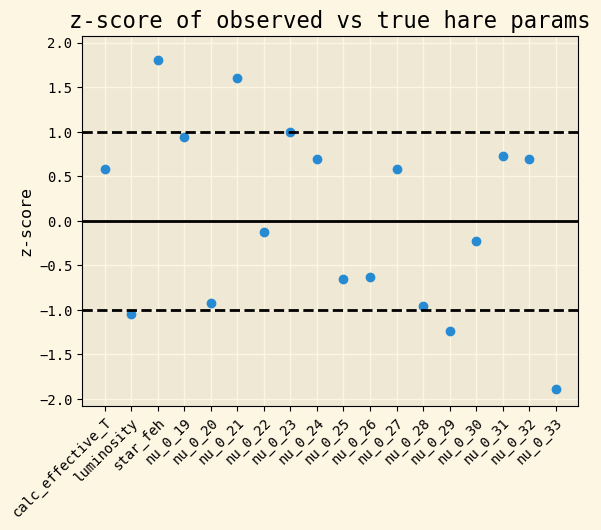 z-score of observed vs true hare params
2.0
1.5
1.0
0.5
0.0
−0.5
−1.0
−1.5
−2.0
z-score
calc_effective_T
luminosity
star_feh
nu_0_19
nu_0_20
nu_0_21
nu_0_22
nu_0_23
nu_0_24
nu_0_25
nu_0_26
nu_0_27
nu_0_28
nu_0_29
nu_0_30
nu_0_31
nu_0_32
nu_0_33